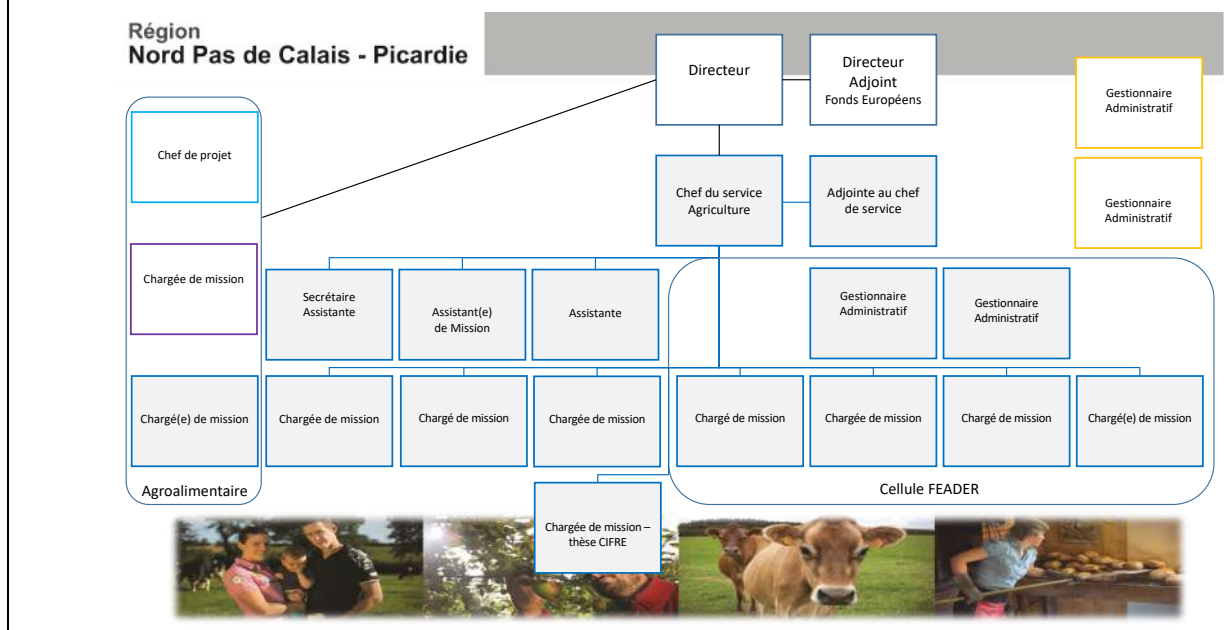 Région
Nord Pas de Calais - Picardie
Directeur
Directeur
Adjoint
Fonds Européens
Gestionnaire
Administratif
Chef de projet
Chef du service
Agriculture
Adjointe au chef
de service
Gestionnaire
Administratif
Chargée de mission
Secrétaire
Assistante
Assistant(e)
de Mission
Assistante
Gestionnaire
Administratif
Gestionnaire
Administratif
Chargé(e) de mission
Chargée de mission
Chargé de mission
Chargée de mission
Chargé de mission
Chargée de mission
Chargé de mission
Chargé(e) de mission
Agroalimentaire
Cellule FEADER
Chargée de mission –
thèse CIFRE